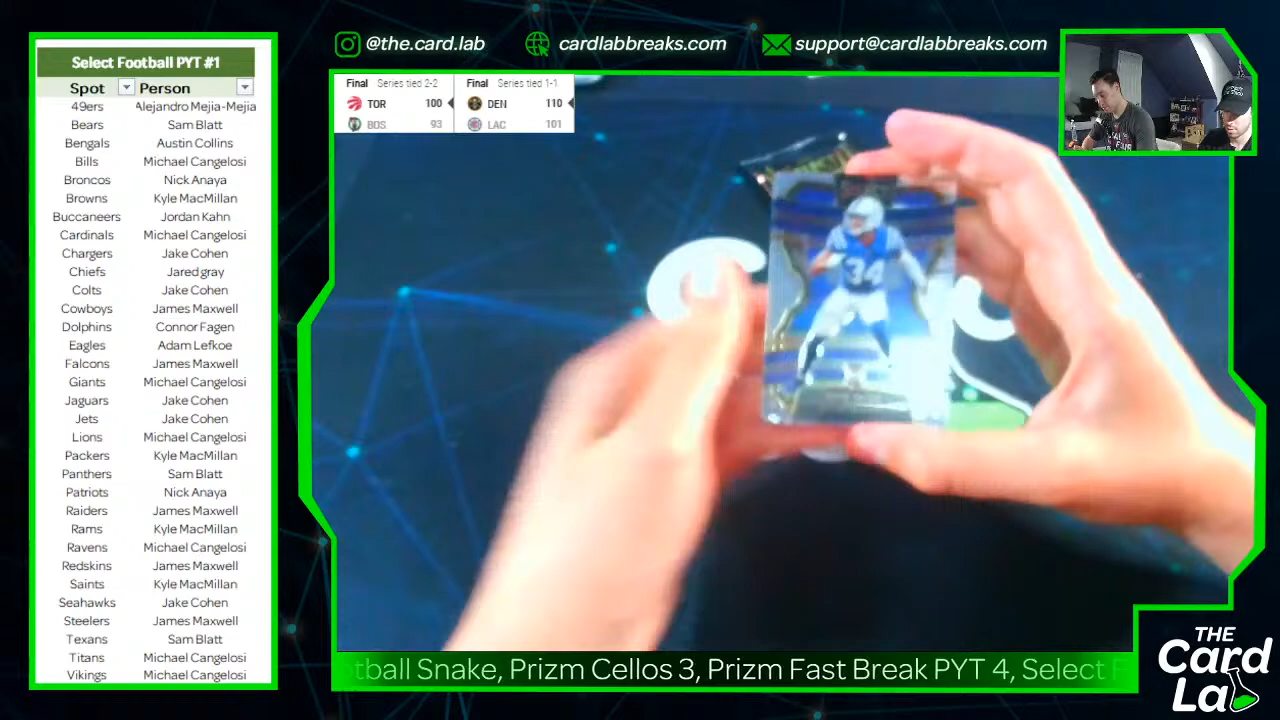 @the.card.lab
cardlabbreaks.com
support@cardlabbreaks.com
Select Football PYT #1
Spot Person
49ers Alejandro Mejia-Mejia
Bears Sam Blatt
Bengals Austin Collins
Bills Michael Cangelosi
Broncos Nick Anaya
Browns Kyle MacMillan
Buccaneers Jordan Kahn
Cardinals Michael Cangelosi
Chargers Jake Cohen
Chiefs Jared gray
Colts Jake Cohen
Cowboys James Maxwell
Dolphins Connor Fagen
Eagles Adam Lefkoe
Falcons James Maxwell
Giants Michael Cangelosi
Jaguars Jake Cohen
Jets Jake Cohen
Lions Michael Cangelosi
Packers Kyle MacMillan
Panthers Sam Blatt
Patriots Nick Anaya
Raiders James Maxwell
Rams Kyle MacMillan
Ravens Michael Cangelosi
Redskins James Maxwell
Saints Kyle MacMillan
Seahawks Jake Cohen
Steelers James Maxwell
Texans Sam Blatt
Titans Michael Cangelosi
Vikings Michael Cangelosi
Final Series tied 2-2
TOR 100
BOS 93
Final Series tied 1-1
DEN 110
LAC 101
34
tball Snake, Prizm Cellos 3, Prizm Fast Break PYT 4, Select F
THE
Card
Lab